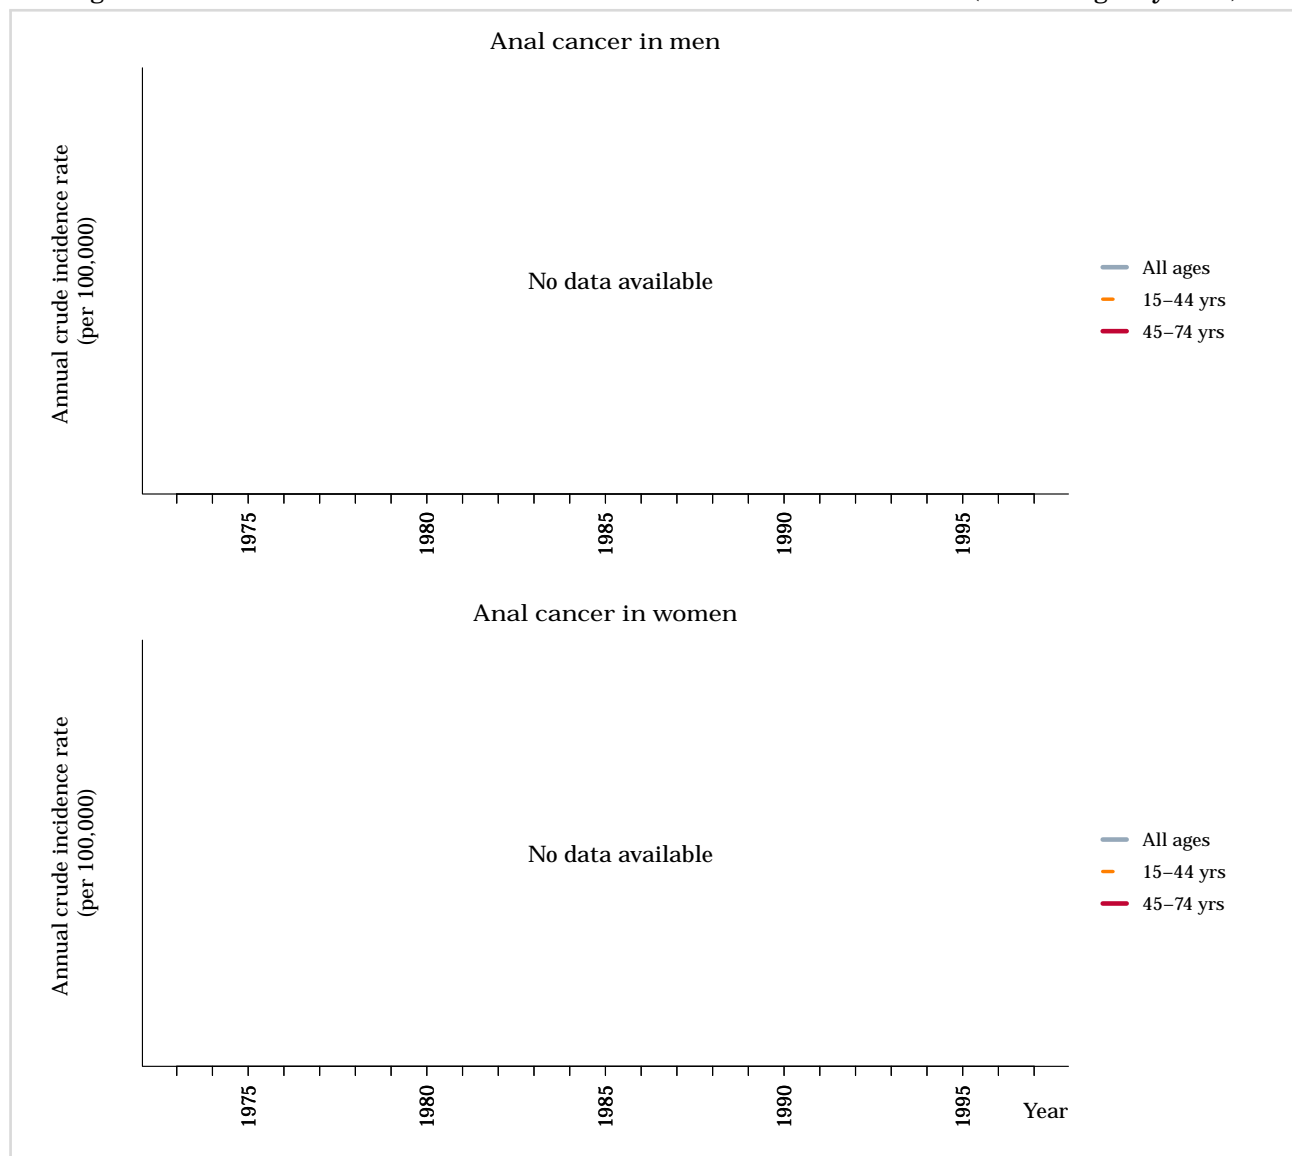 Anal cancer in men
Annual crude incidence rate
(per 100,000)
No data available
All ages
15–44 yrs
45–74 yrs
1975
1980
1985
1990
1995
Anal cancer in women
Annual crude incidence rate
(per 100,000)
No data available
All ages
15–44 yrs
45–74 yrs
1975
1980
1985
1990
1995
Year